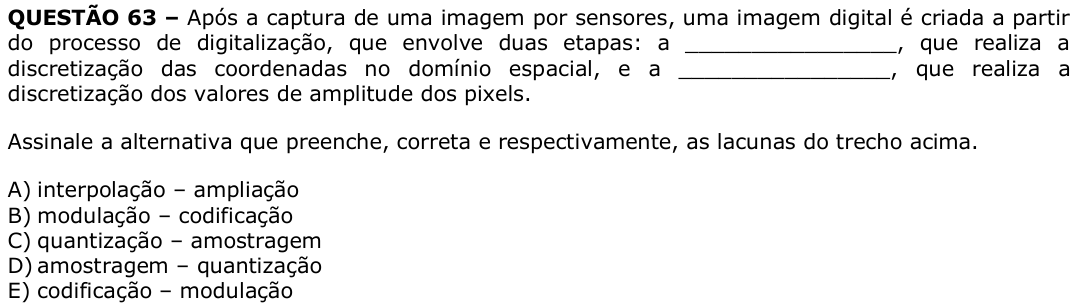 QUESTÃO 63 – Após a captura de uma imagem por sensores, uma imagem digital é criada a partir
do processo de digitalização, que envolve duas etapas: a ___________________, que realiza a
discretização das coordenadas no domínio espacial, e a ___________________, que realiza a
discretização dos valores de amplitude dos pixels.
Assinale a alternativa que preenche, correta e respectivamente, as lacunas do trecho acima.
A) interpolação – ampliação
B) modulação – codificação
C) quantização – amostragem
D) amostragem – quantização
E) codificação – modulação